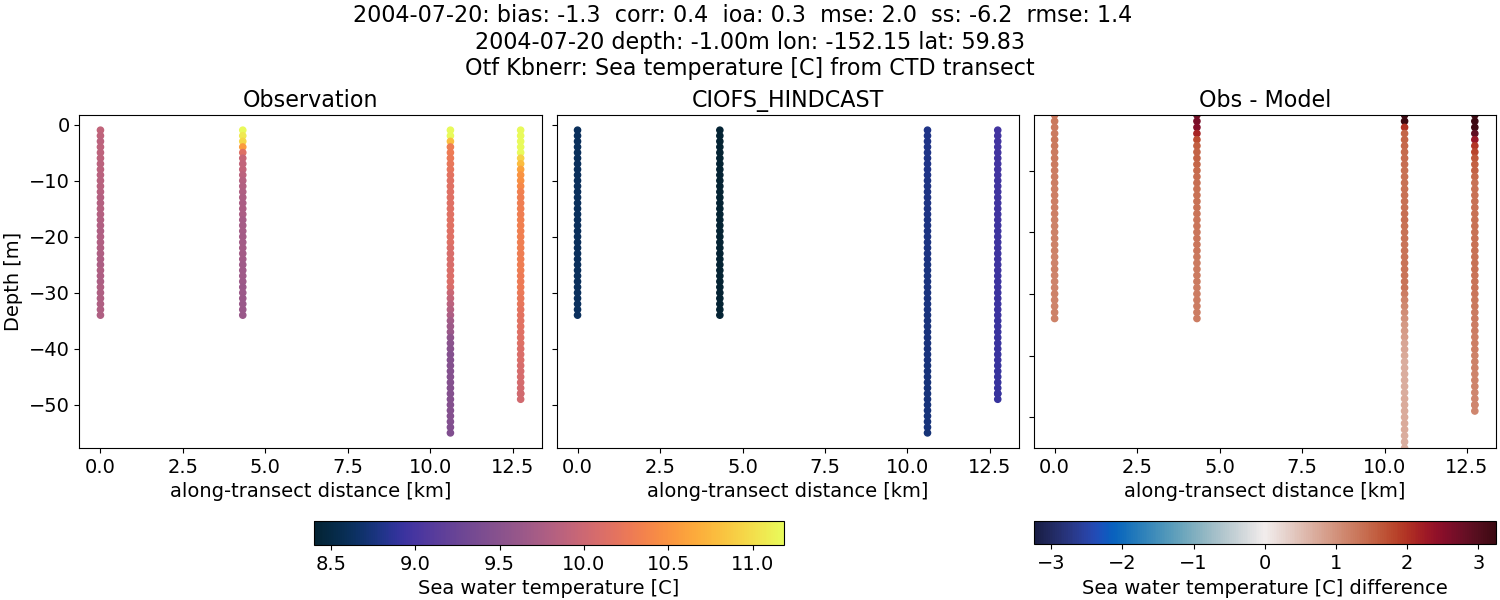 2004-07-20: bias: -1.3  corr: 0.4  ioa: 0.3  mse: 2.0  ss: -6.2  rmse: 1.4
2004-07-20 depth: -1.00m lon: -152.15 lat: 59.83
Otf Kbnerr: Sea temperature [C] from CTD transect
Observation
CIOFS_HINDCAST
Obs - Model
Depth [m]
0
−10
−20
−30
−40
−50
0.0 2.5 5.0 7.5 10.0 12.5
along-transect distance [km]
0.0 2.5 5.0 7.5 10.0 12.5
along-transect distance [km]
0.0 2.5 5.0 7.5 10.0 12.5
along-transect distance [km]
8.5 9.0 9.5 10.0 10.5 11.0
Sea water temperature [C]
−3 −2 −1 0 1 2 3
Sea water temperature [C] difference